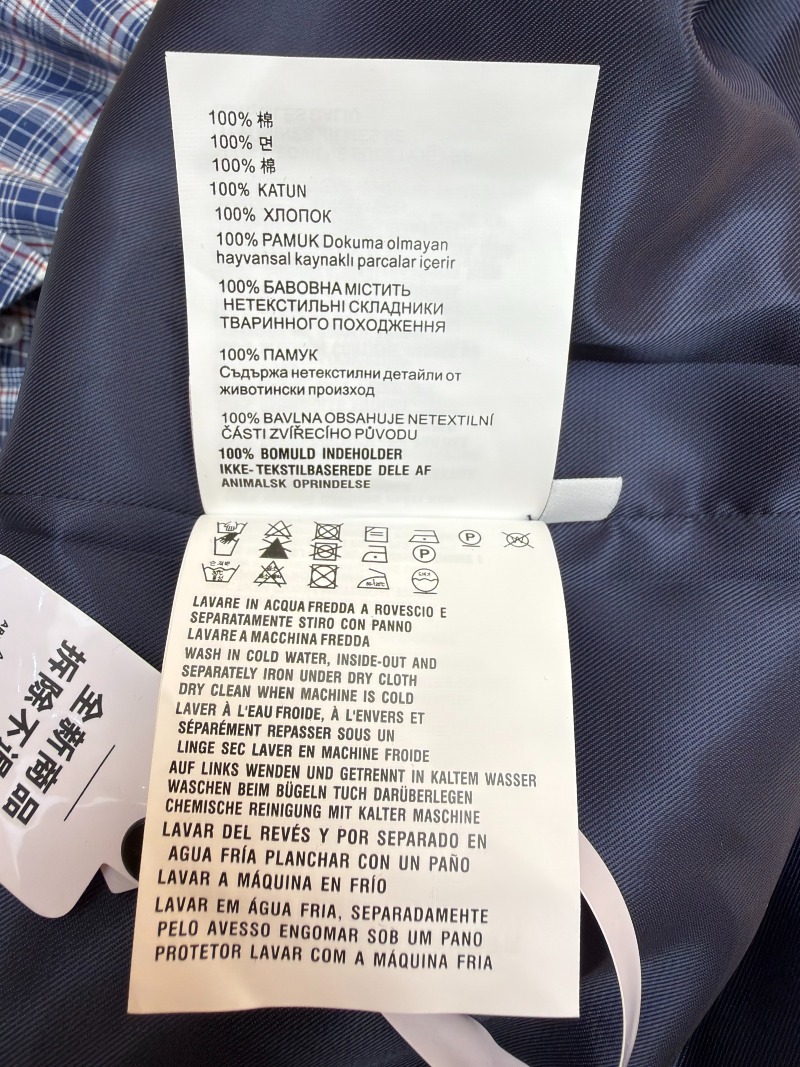 100% 棉
100% 면
100% 棉
100% KATUN
100% ХЛОПОК
100% PAMUK Dokuma olmayan
hayvansal kaynaklı parcalar içerir
100% БАВОВНА МІСТИТЬ
НЕТЕКСТИЛЬНІ СКЛАДНИКИ
ТВАРИННОГО ПОХОДЖЕННЯ
100% ПАМУК
Съдържа нетекстилни детайли от
животински произход
100% BAVLNA OBSAHUJE NETEXTILNÍ
ČÁSTI ZVÍŘECÍHO PŮVODU
100% BOMULD INDEHOLDER
IKKE- TEKSTILBASEREDE DELE AF
ANIMALSK OPRINDELSE
P
P
LAVARE IN ACQUA FREDDA A ROVESCIO E
SEPARATAMENTE STIRO CON PANNO
LAVARE A MACCHINA FREDDA
WASH IN COLD WATER, INSIDE-OUT AND
SEPARATELY IRON UNDER DRY CLOTH
DRY CLEAN WHEN MACHINE IS COLD
LAVER À L'EAU FROIDE, À L'ENVERS ET
SÉPARÉMENT REPASSER SOUS UN
LINGE SEC LAVER EN MACHINE FROIDE
AUF LINKS WENDEN UND GETRENNT IN KALTEM WASSER
WASCHEN BEIM BÜGELN TUCH DARÜBERLEGEN
CHEMISCHE REINIGUNG MIT KALTER MASCHINE
LAVAR DEL REVÉS Y POR SEPARADO EN
AGUA FRÍA PLANCHAR CON UN PAÑO
LAVAR A MÁQUINA EN FRÍO
LAVAR EM ÁGUA FRIA, SEPARADAMENTE
PELO AVESSO ENGOMAR SOB UM PANO
PROTETOR LAVAR COM A MÁQUINA FRIA
全新商品
拆除不退